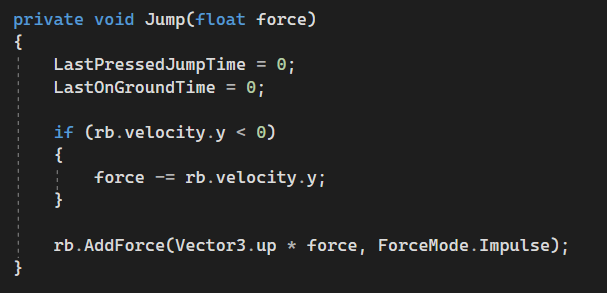 private void Jump(float force)
{
LastPressedJumpTime = 0;
LastOnGroundTime = 0;
if (rb.velocity.y < 0)
{
force -= rb.velocity.y;
}
rb.AddForce(Vector3.up * force, ForceMode.Impulse);
}